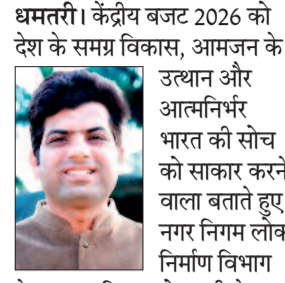 धमतरी। केंद्रीय बजट 2026 को
देश के समग्र विकास, आमजन के
उत्थान और
आत्मनिर्भर
भारत की सोच
को साकार करने
वाला बताते हुए
नगर निगम लोक
निर्माण विभाग